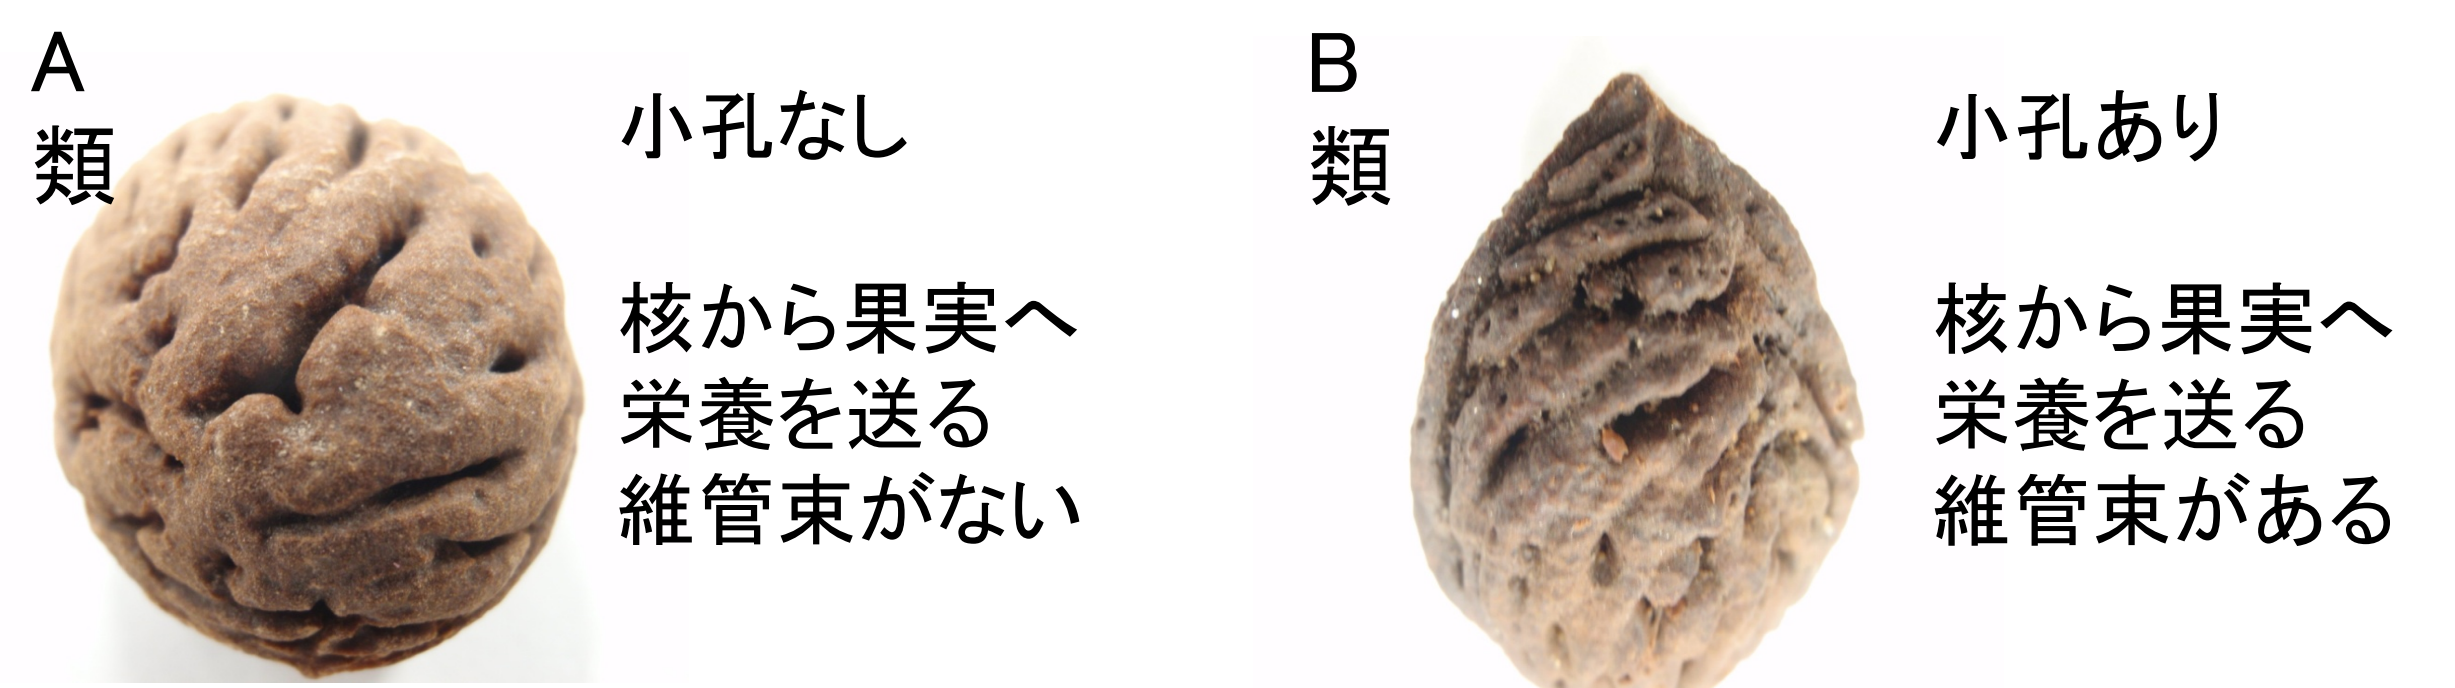 A
類
小孔なし
核から果実へ
栄養を送る
維管束がない
B
類
小孔あり
核から果実へ
栄養を送る
維管束がある